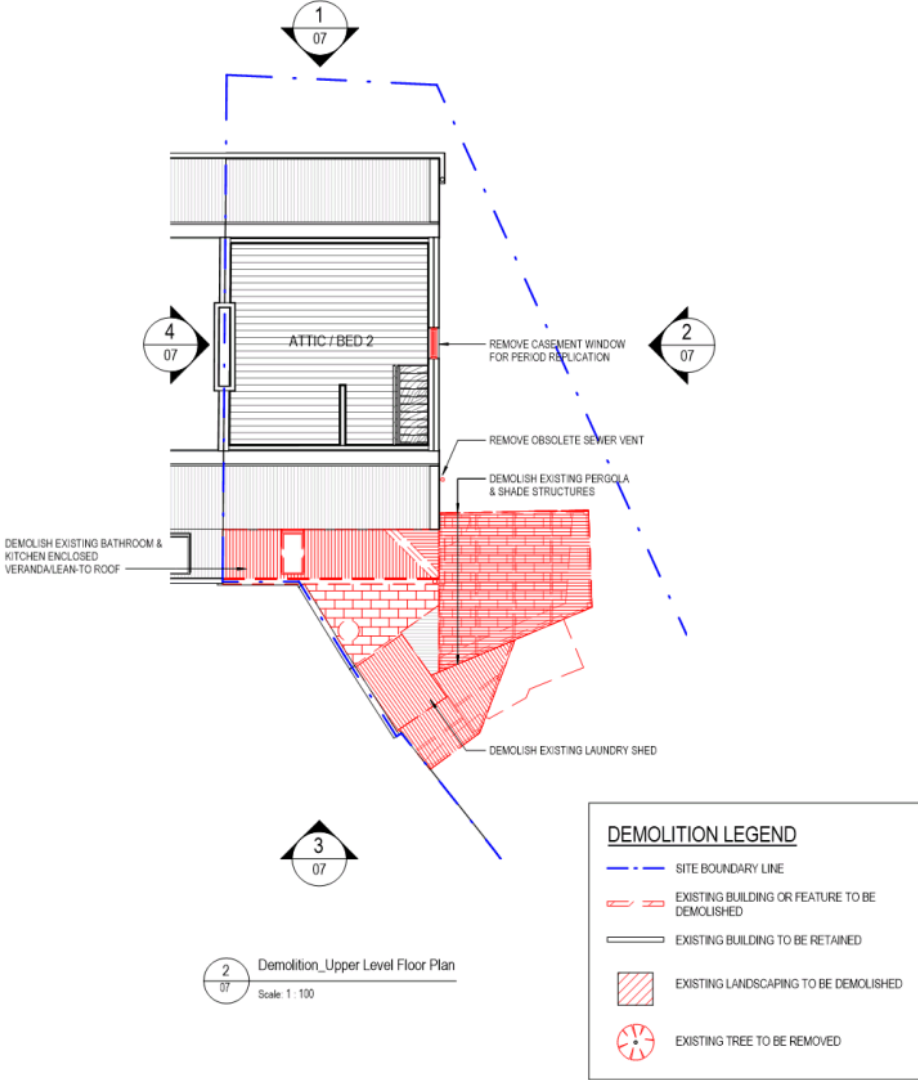 1
07
4
07
ATTIC / BED 2
2
07
REMOVE CASEMENT WINDOW
FOR PERIOD REPLICATION
REMOVE OBSOLETE SEWER VENT
DEMOLISH EXISTING PERGOLA
& SHADE STRUCTURES
DEMOLISH EXISTING BATHROOM &
KITCHEN ENCLOSED
VERANDA/LEAN-TO ROOF
DEMOLISH EXISTING LAUNDRY SHED
3
07
2
07
Demolition_Upper Level Floor Plan
Scale: 1 : 100
DEMOLITION LEGEND
SITE BOUNDARY LINE
EXISTING BUILDING OR FEATURE TO BE
DEMOLISHED
EXISTING BUILDING TO BE RETAINED
EXISTING LANDSCAPING TO BE DEMOLISHED
EXISTING TREE TO BE REMOVED